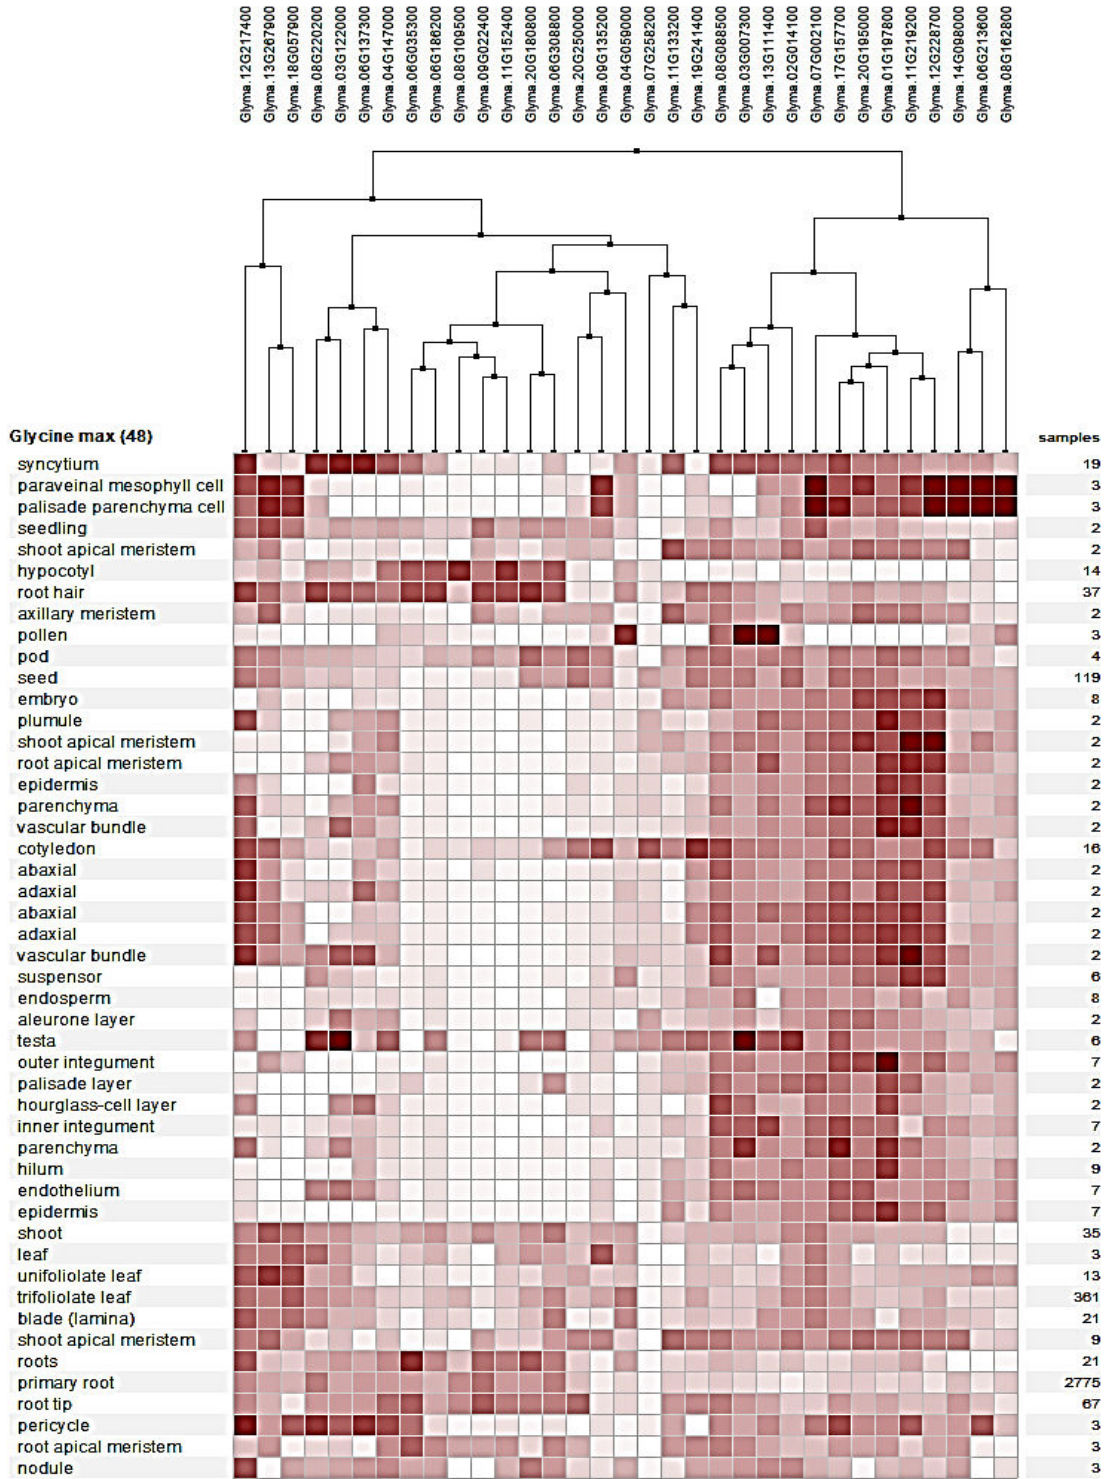 Glyma.12G217400
Glyma.13G267900
Glyma.18G057900
Glyma.08G220200
Glyma.03G122000
Glyma.06G137300
Glyma.04G147000
Glyma.06G035300
Glyma.06G186200
Glyma.08G109500
Glyma.09G022400
Glyma.11G152400
Glyma.20G180800
Glyma.06G308800
Glyma.20G250000
Glyma.09G135200
Glyma.04G059000
Glyma.07G258200
Glyma.11G133200
Glyma.19G241400
Glyma.08G088500
Glyma.03G007300
Glyma.13G111400
Glyma.02G014100
Glyma.07G002100
Glyma.17G157700
Glyma.20G195000
Glyma.01G197800
Glyma.11G219200
Glyma.12G228700
Glyma.14G098000
Glyma.06G213600
Glyma.08G162800
Glycine max (48) samples
syncytium 19
paraveinal mesophyll cell 3
palisade parenchyma cell 3
seedling 2
shoot apical meristem 2
hypocotyl 14
root hair 37
axillary meristem 2
pollen 3
pod 4
seed 119
embryo 8
plumule 2
shoot apical meristem 2
root apical meristem 2
epidermis 2
parenchyma 2
vascular bundle 2
cotyledon 16
abaxial 2
adaxial 2
abaxial 2
adaxial 2
vascular bundle 2
suspensor 6
endosperm 8
aleurone layer 2
testa 6
outer integument 7
palisade layer 2
hourglass-cell layer 2
inner integument 7
parenchyma 2
hilum 9
endothelium 7
epidermis 7
shoot 35
leaf 3
unifoliolate leaf 13
trifoliolate leaf 361
blade (lamina) 21
shoot apical meristem 9
roots 21
primary root 2775
root tip 67
pericycle 3
root apical meristem 3
nodule 3